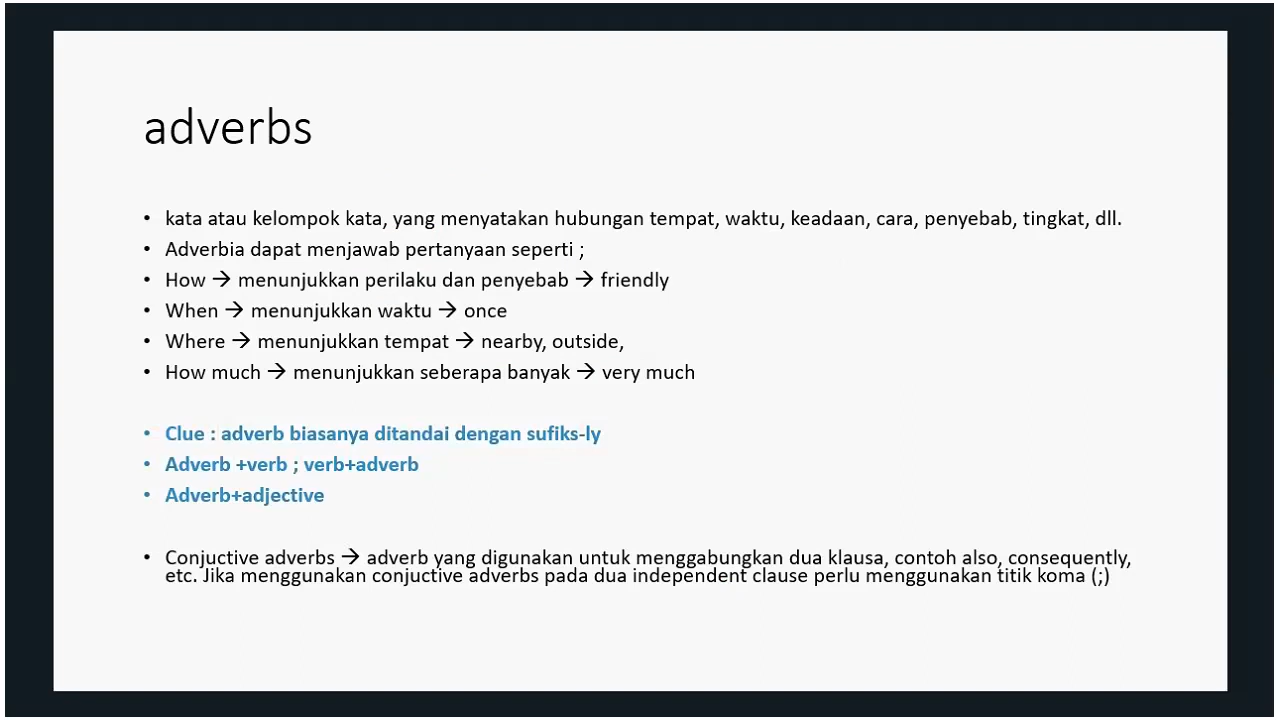 adverbs
• kata atau kelompok kata, yang menyatakan hubungan tempat, waktu, keadaan, cara, penyebab, tingkat, dll.
• Adverbia dapat menjawab pertanyaan seperti ;
• How → menunjukkan perilaku dan penyebab → friendly
• When → menunjukkan waktu → once
• Where → menunjukkan tempat → nearby, outside,
• How much → menunjukkan seberapa banyak → very much
• Clue : adverb biasanya ditandai dengan sufiks-ly
• Adverb +verb ; verb+adverb
• Adverb+adjective
• Conjuctive adverbs → adverb yang digunakan untuk menggabungkan dua klausa, contoh also, consequently,
etc. Jika menggunakan conjuctive adverbs pada dua independent clause perlu menggunakan titik koma (;)